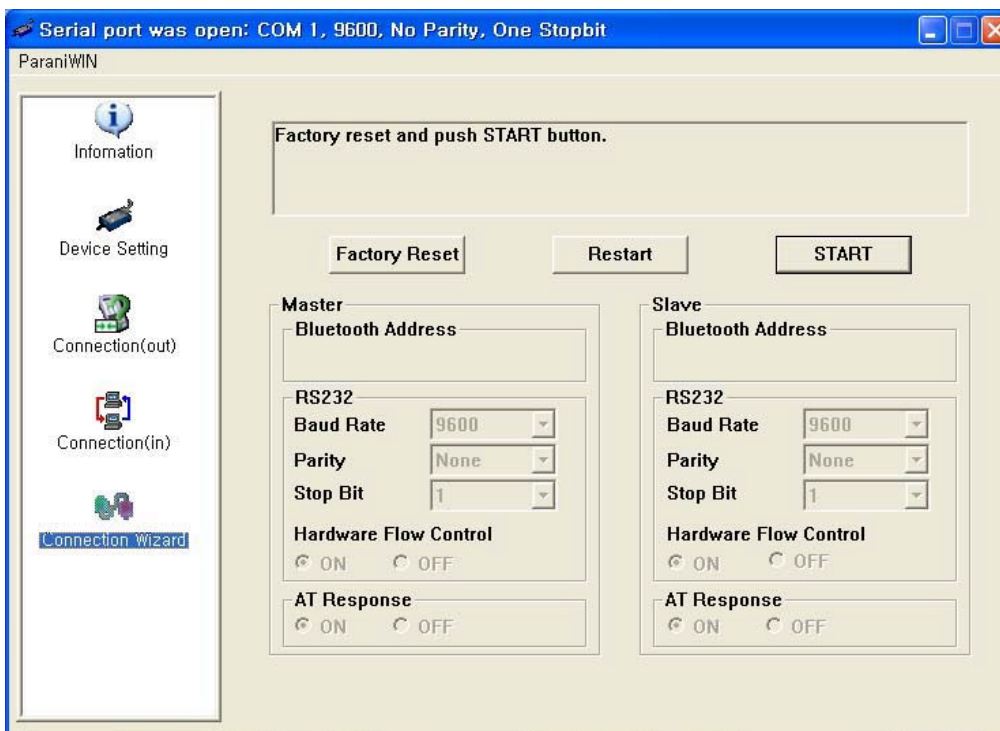 Serial port was open: COM 1, 9600, No Parity, One Stopbit
ParaniWIN
Infomation
Device Setting
Connection(out)
Connection(in)
Connection Wizard
Factory reset and push START button.
Factory Reset
Restart
START
Master
Bluetooth Address
RS232
Baud Rate 9600
Parity None
Stop Bit 1
Hardware Flow Control
ON OFF
AT Response
ON OFF
Slave
Bluetooth Address
RS232
Baud Rate 9600
Parity None
Stop Bit 1
Hardware Flow Control
ON OFF
AT Response
ON OFF